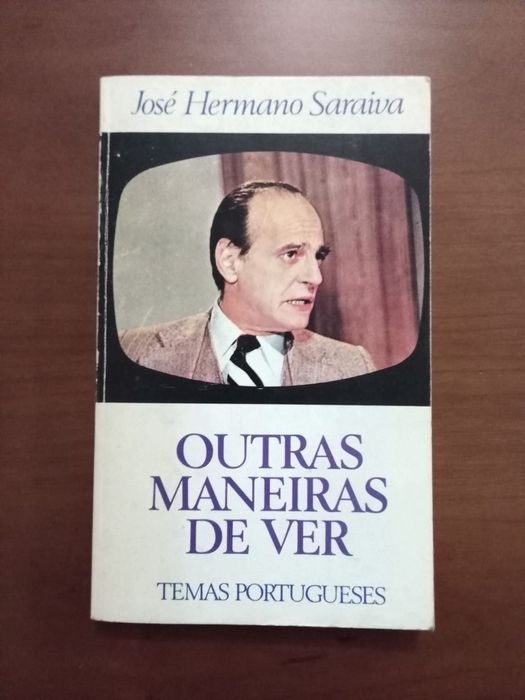 José Hermano Saraiva
OUTRAS
MANEIRAS
DE VER
TEMAS PORTUGUESES